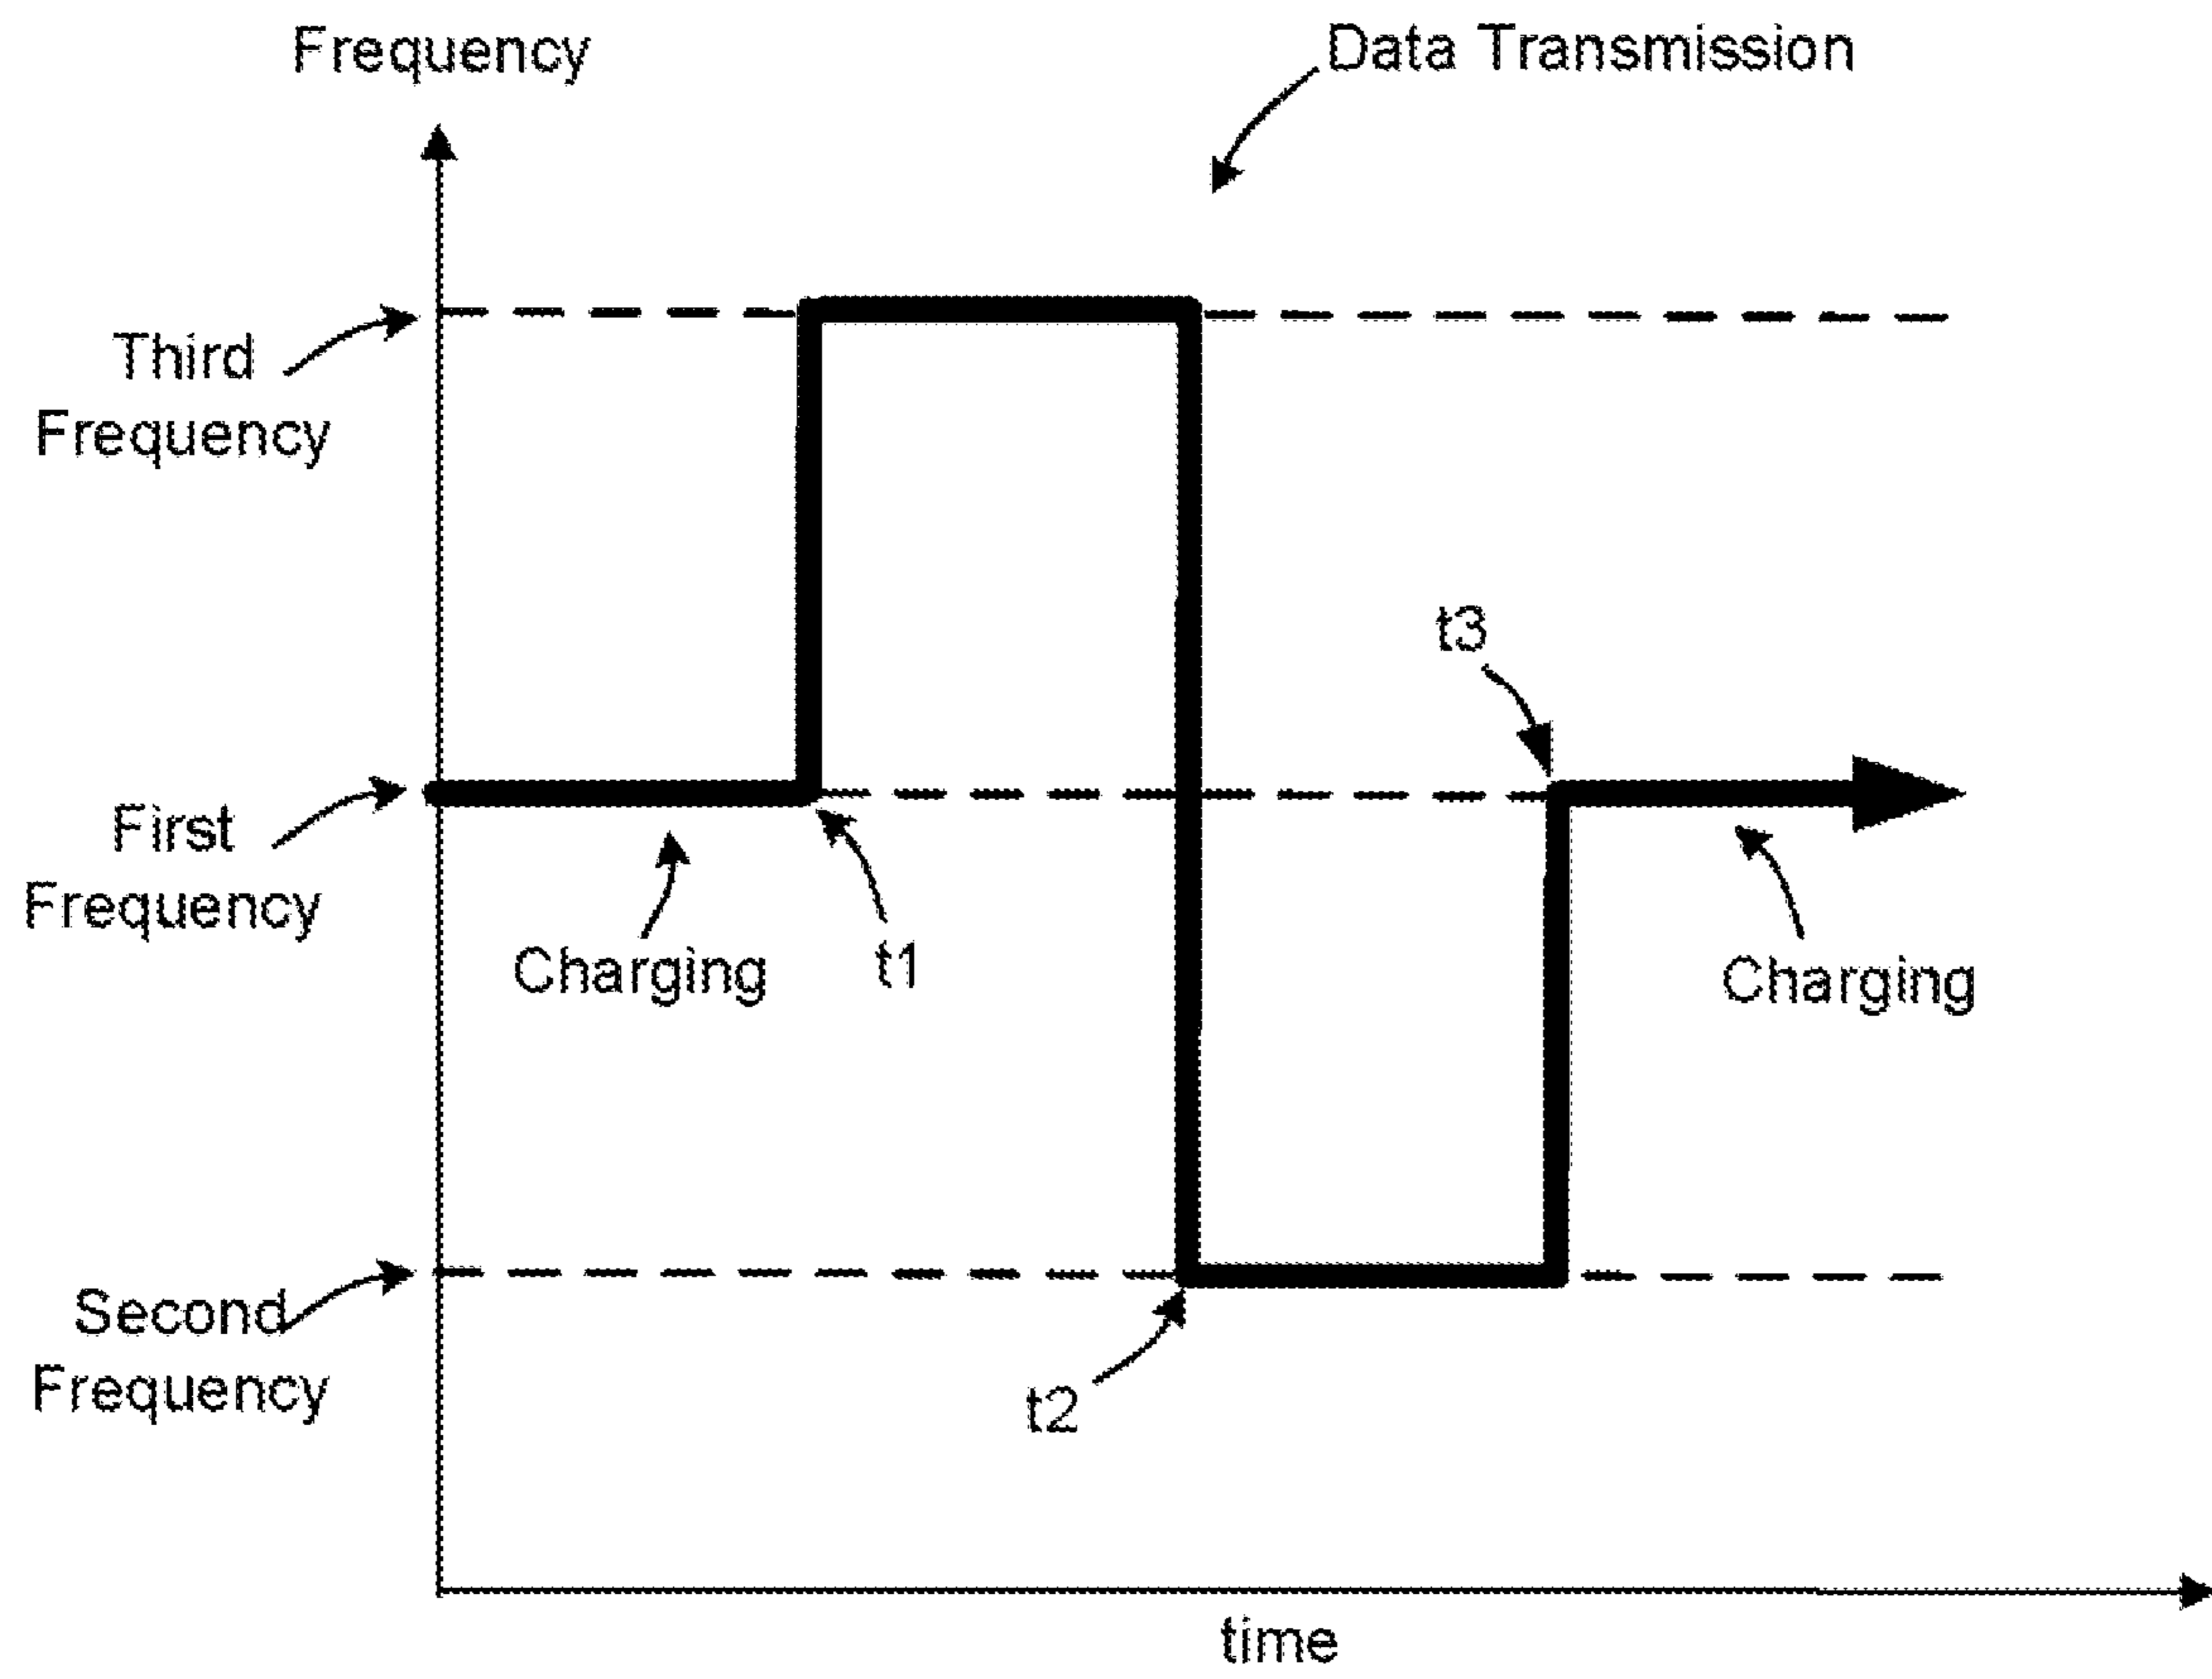 Frequency
Data Transmission
Third
Frequency
t3
First
Frequency
Charging
t1
Charging
Second
Frequency
t2
time